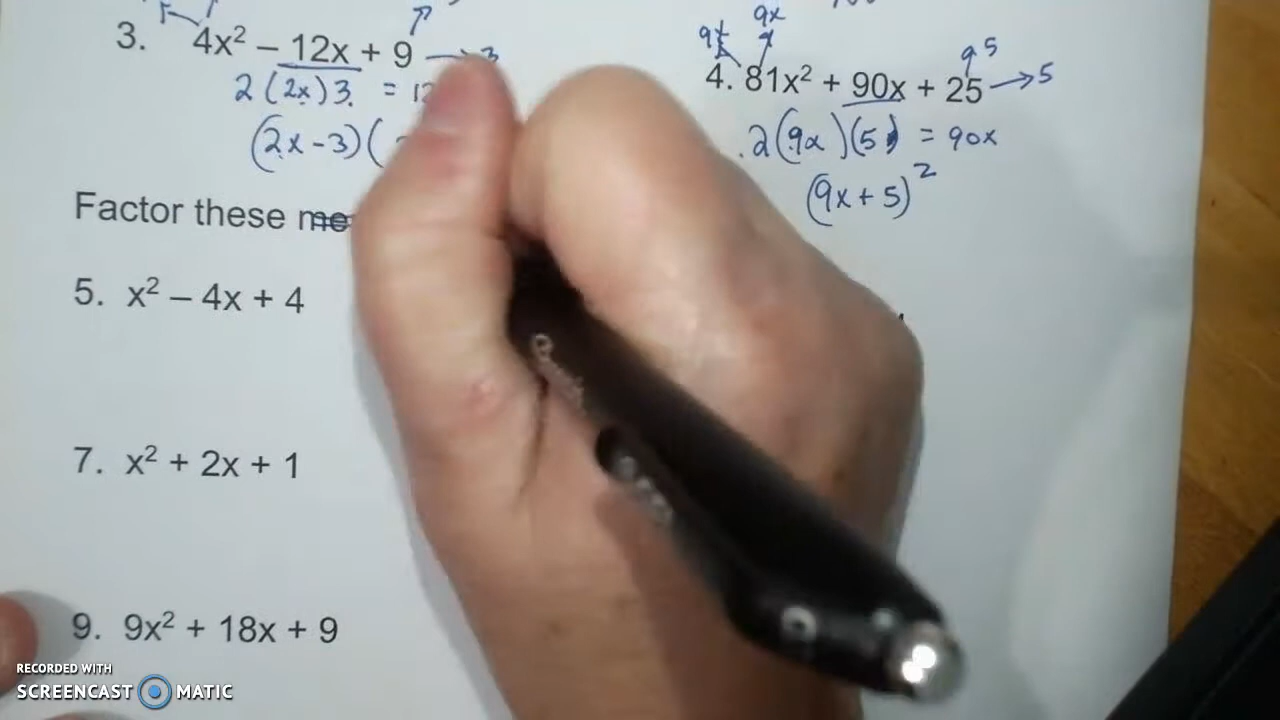 3. 4x² – 12x + 9 → 3
2(2x)3 = 12
(2x-3)(
9x 9x 5
4. 81x² + 90x + 25 → 5
2(9x)(5) = 90x
(9x+5)²
Factor these me
5. x² – 4x + 4
7. x² + 2x + 1
9. 9x² + 18x + 9
RECORDED WITH
SCREENCAST MATIC